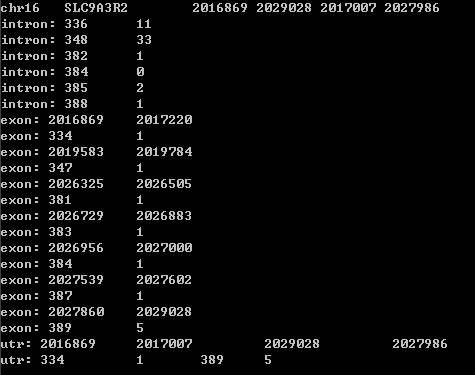 chr16 SLC9A3R2 2016869 2029028 2017007 2027986
intron: 336 11
intron: 348 33
intron: 382 1
intron: 384 0
intron: 385 2
intron: 388 1
exon: 2016869 2017220
exon: 334 1
exon: 2019583 2019784
exon: 347 1
exon: 2026325 2026505
exon: 381 1
exon: 2026729 2026883
exon: 383 1
exon: 2026956 2027000
exon: 384 1
exon: 2027539 2027602
exon: 387 1
exon: 2027860 2029028
exon: 389 5
utr: 2016869 2017007 2029028 2027986
utr: 334 1 389 5